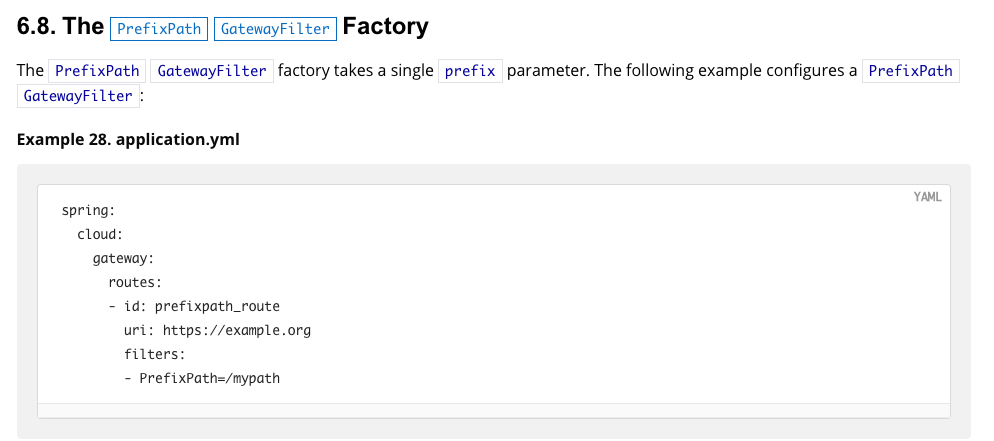 6.8. The PrefixPath GatewayFilter Factory
The PrefixPath GatewayFilter factory takes a single prefix parameter. The following example configures a PrefixPath
GatewayFilter:
Example 28. application.yml
YAML
spring:
  cloud:
    gateway:
      routes:
      - id: prefixpath_route
        uri: https://example.org
        filters:
        - PrefixPath=/mypath